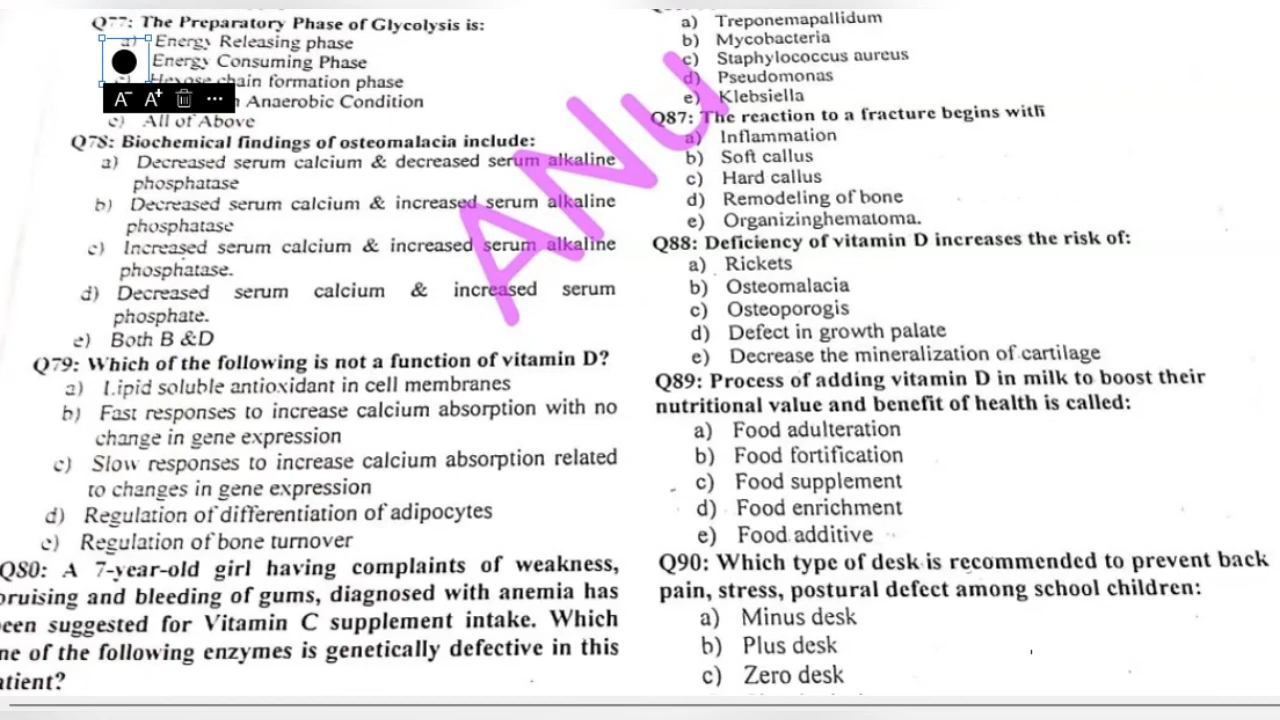 Q77: The Preparatory Phase of Glycolysis is:
a) Energy Releasing phase
Energy Consuming Phase
c) Hexose chain formation phase
Anaerobic Condition
e) All of Above
Q78: Biochemical findings of osteomalacia include:
a) Decreased serum calcium & decreased serum alkaline
phosphatase
b) Decreased serum calcium & increased serum alkaline
phosphatase
c) Increased serum calcium & increased serum alkaline
phosphatase.
d) Decreased serum calcium & increased serum
phosphate.
e) Both B &D
Q79: Which of the following is not a function of vitamin D?
a) Lipid soluble antioxidant in cell membranes
b) Fast responses to increase calcium absorption with no
change in gene expression
c) Slow responses to increase calcium absorption related
to changes in gene expression
d) Regulation of differentiation of adipocytes
e) Regulation of bone turnover
Q80: A 7-year-old girl having complaints of weakness,
bruising and bleeding of gums, diagnosed with anemia has
been suggested for Vitamin C supplement intake. Which
one of the following enzymes is genetically defective in this
patient?
a) Treponemapallidum
b) Mycobacteria
c) Staphylococcus aureus
d) Pseudomonas
e) Klebsiella
Q87: The reaction to a fracture begins with
a) Inflammation
b) Soft callus
c) Hard callus
d) Remodeling of bone
e) Organizinghematoma.
Q88: Deficiency of vitamin D increases the risk of:
a) Rickets
b) Osteomalacia
c) Osteoporogis
d) Defect in growth palate
e) Decrease the mineralization of cartilage
Q89: Process of adding vitamin D in milk to boost their
nutritional value and benefit of health is called:
a) Food adulteration
b) Food fortification
c) Food supplement
d) Food enrichment
e) Food additive
Q90: Which type of desk is recommended to prevent back
pain, stress, postural defect among school children:
a) Minus desk
b) Plus desk
c) Zero desk
ANU